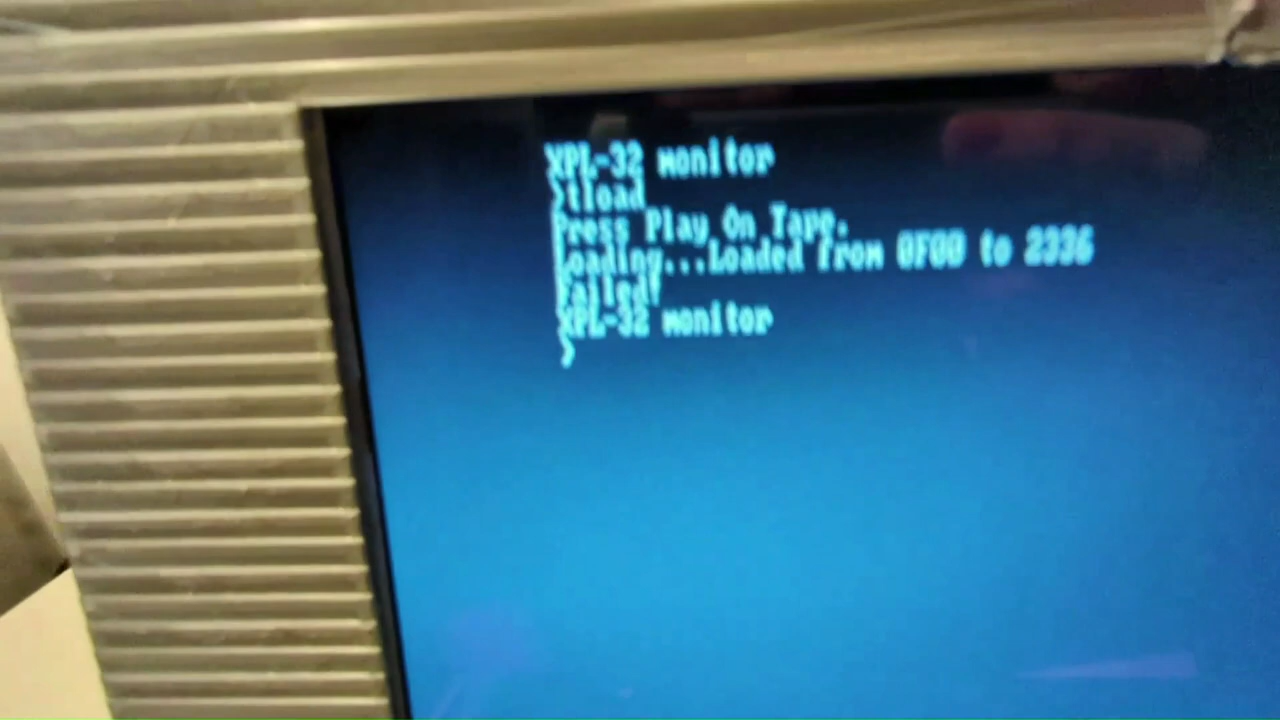 XPL-32 monitor
>tload
Press Play On Tape.
Loading...Loaded from 0F00 to 2336
Failed!
XPL-32 monitor
>